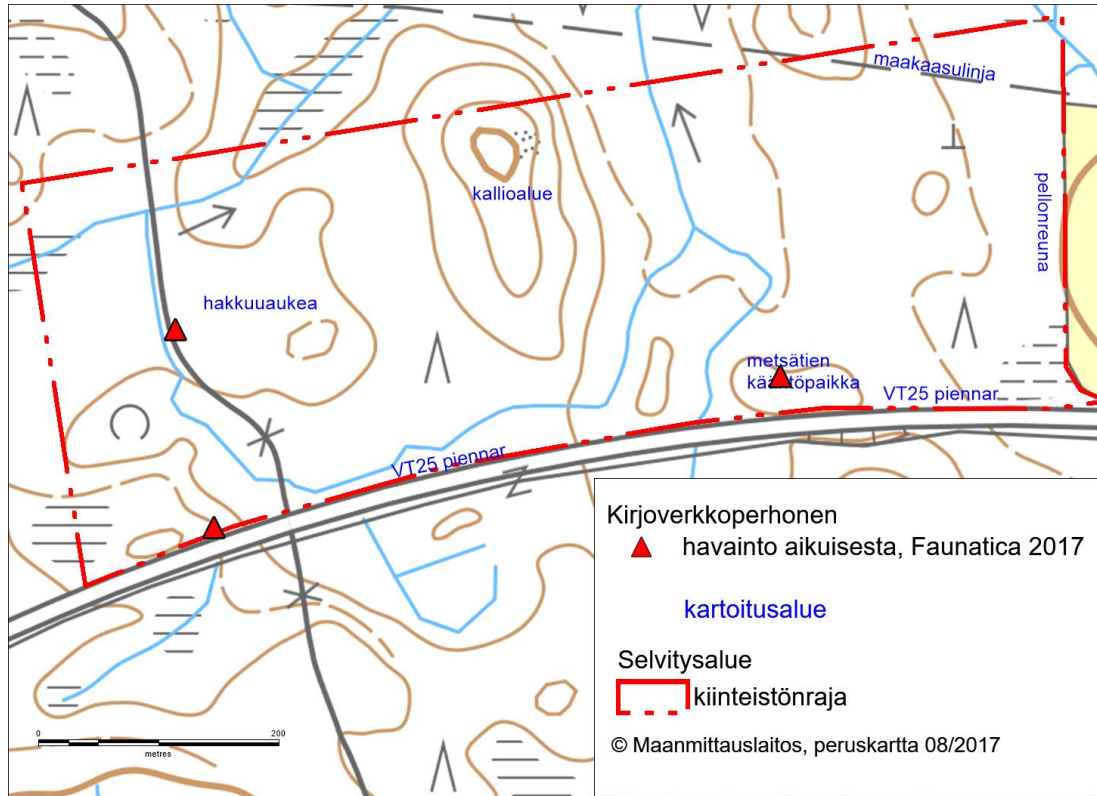 maakaasulinja
kallioalue
pellonreuna
hakkuuaukea
metsätien
kääntöpaikka
VT25 piennar
VT25 piennar
Kirjoverkkoperhonen
havainto aikuisesta, Faunatica 2017
kartoitusalue
Selvitysalue
kiinteistönraja
© Maanmittauslaitos, peruskartta 08/2017
0 200
metres